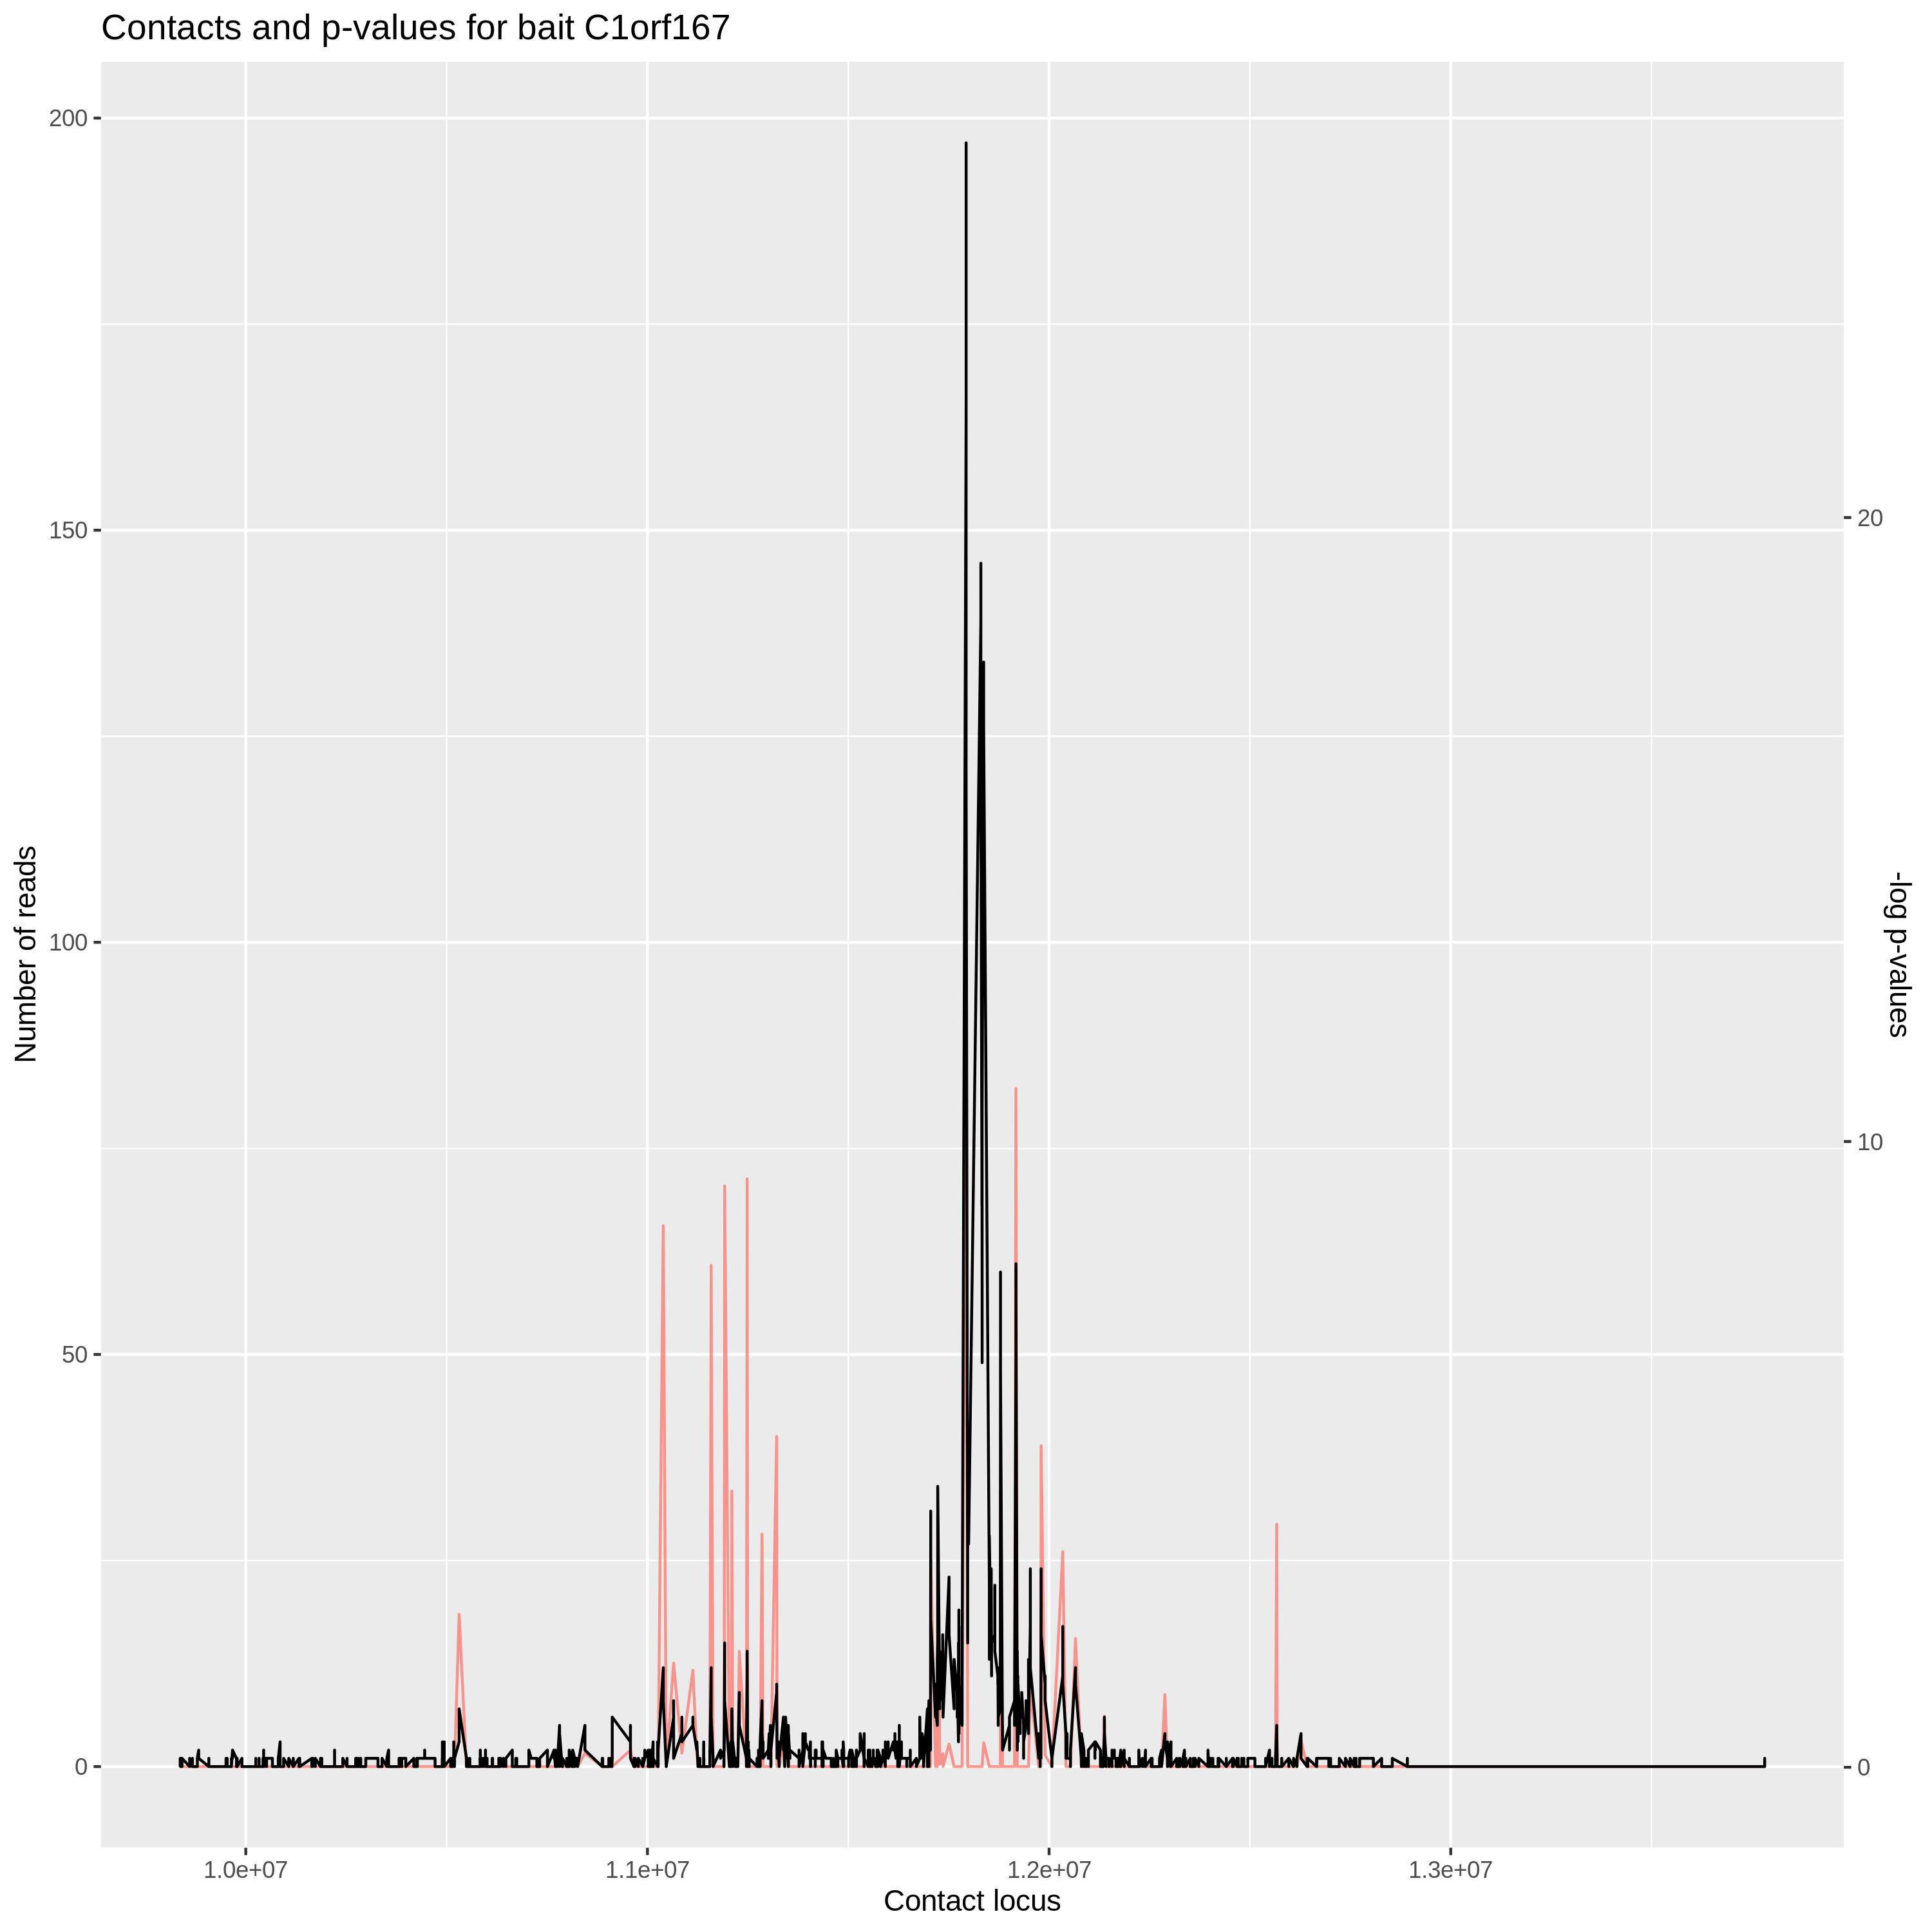 Contacts and p-values for bait C1orf167
200
150
100
50
0
Number of reads
20
10
0
-log p-values
1.0e+07
1.1e+07
1.2e+07
1.3e+07
Contact locus